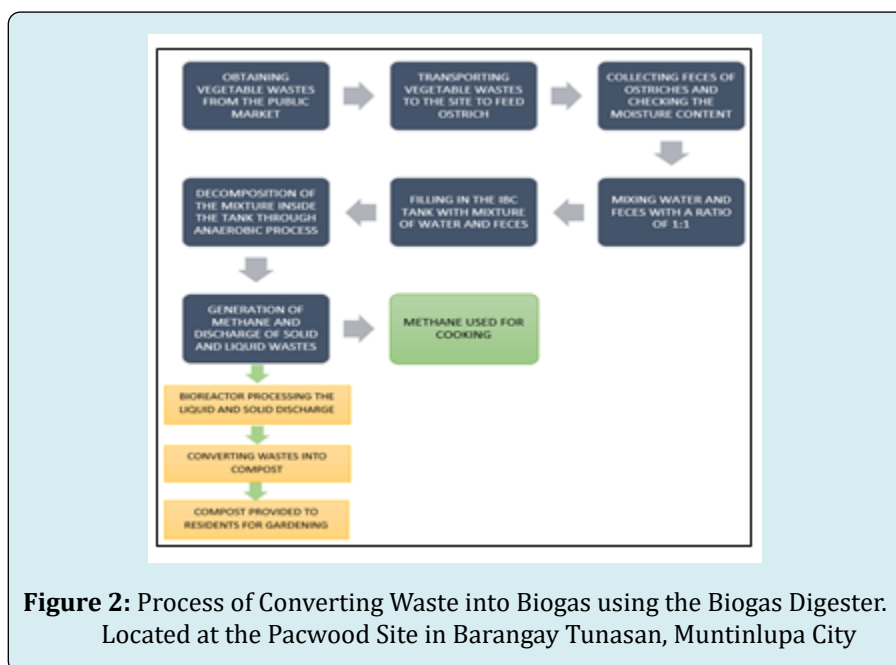 OBTAINING
VEGETABLE WASTES
FROM THE PUBLIC
MARKET
TRANSPORTING
VEGETABLE WASTES
TO THE SITE TO FEED
OSTRICH
COLLECTING FECES OF
OSTRICHES AND
CHECKING THE
MOISTURE CONTENT
MIXING WATER AND
FECES WITH A RATIO
OF 1:1
FILLING IN THE IBC
TANK WITH MIXTURE
OF WATER AND FECES
DECOMPOSITION OF
THE MIXTURE INSIDE
THE TANK THROUGH
ANAEROBIC PROCESS
GENERATION OF
METHANE AND
DISCHARGE OF SOLID
AND LIQUID WASTES
METHANE USED FOR
COOKING
BIOREACTOR PROCESSING THE
LIQUID AND SOLID DISCHARGE
CONVERTING WASTES INTO
COMPOST
COMPOST PROVIDED TO
RESIDENTS FOR GARDENING
Figure 2: Process of Converting Waste into Biogas using the Biogas Digester.
Located at the Pacwood Site in Barangay Tunasan, Muntinlupa City